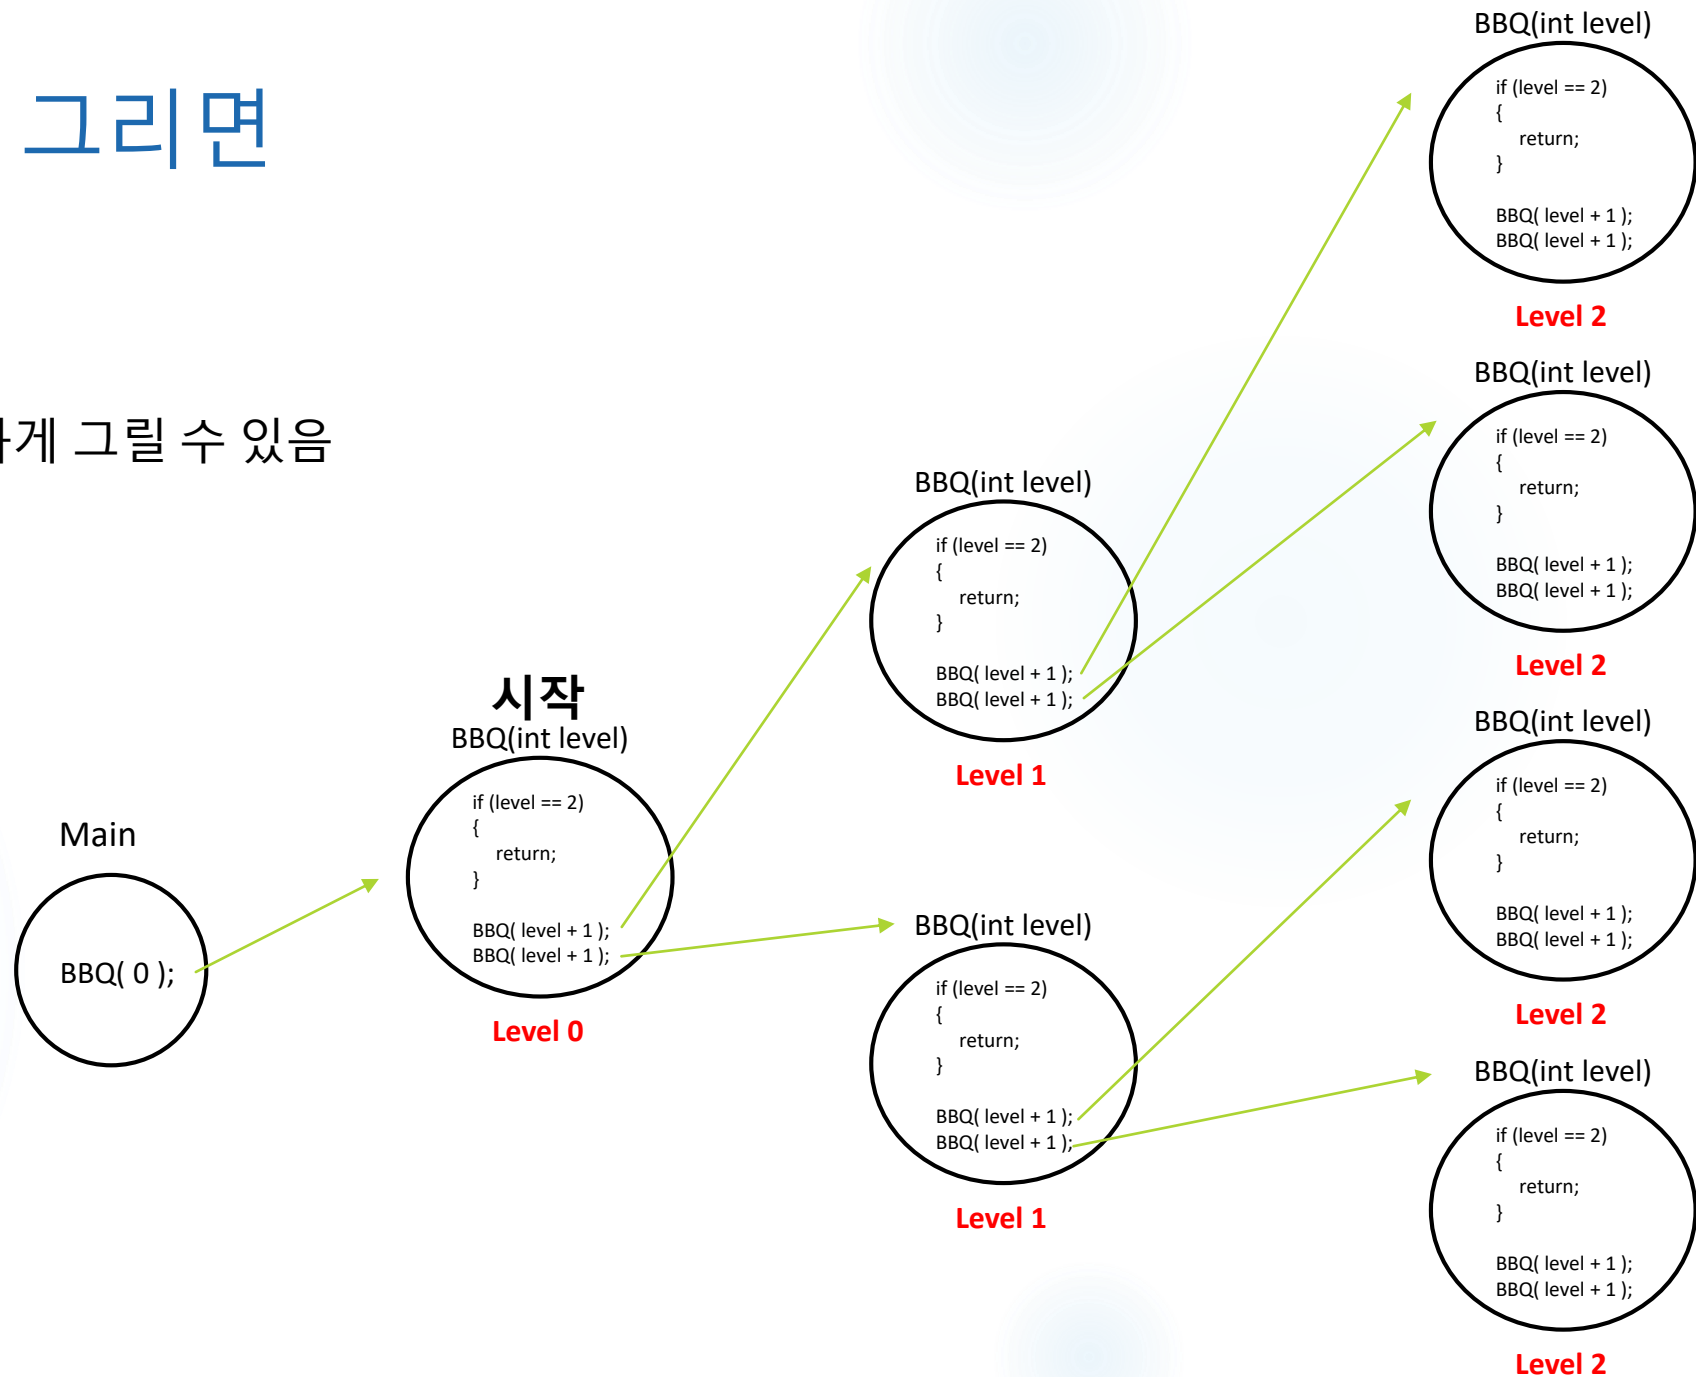 그리면
하게 그릴 수 있음
Main
BBQ( 0 );
시작
BBQ(int level)
if (level == 2)
{
return;
}
BBQ( level + 1 );
BBQ( level + 1 );
Level 0
BBQ(int level)
if (level == 2)
{
return;
}
BBQ( level + 1 );
BBQ( level + 1 );
Level 1
BBQ(int level)
if (level == 2)
{
return;
}
BBQ( level + 1 );
BBQ( level + 1 );
Level 1
BBQ(int level)
if (level == 2)
{
return;
}
BBQ( level + 1 );
BBQ( level + 1 );
Level 2
BBQ(int level)
if (level == 2)
{
return;
}
BBQ( level + 1 );
BBQ( level + 1 );
Level 2
BBQ(int level)
if (level == 2)
{
return;
}
BBQ( level + 1 );
BBQ( level + 1 );
Level 2
BBQ(int level)
if (level == 2)
{
return;
}
BBQ( level + 1 );
BBQ( level + 1 );
Level 2